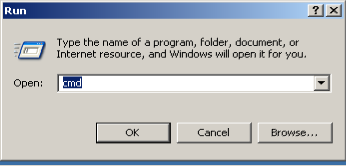 Run
Type the name of a program, folder, document, or
Internet resource, and Windows will open it for you.
Open: cmd
OK Cancel Browse...